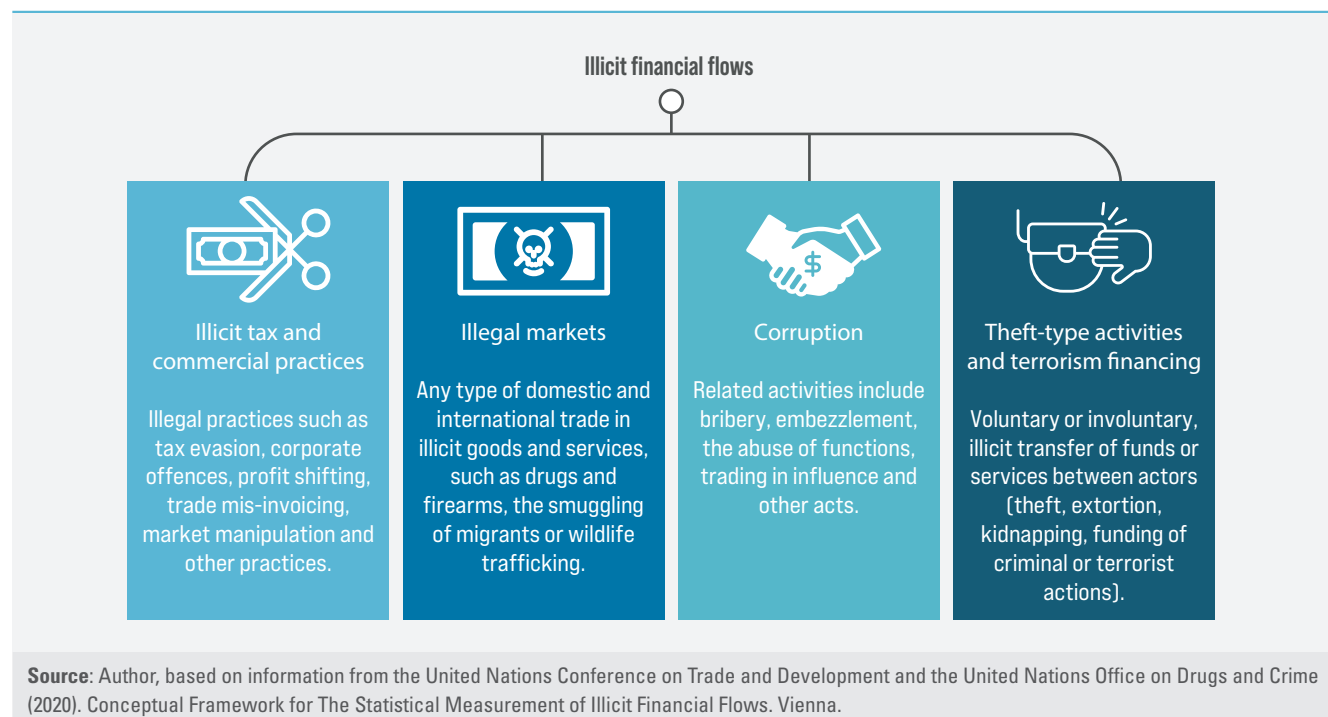 Illicit financial flows
Illicit tax and
commercial practices
Illegal practices such as
tax evasion, corporate
offences, profit shifting,
trade mis-invoicing,
market manipulation and
other practices.
Illegal markets
Any type of domestic and
international trade in
illicit goods and services,
such as drugs and
firearms, the smuggling
of migrants or wildlife
trafficking.
$
Corruption
Related activities include
bribery, embezzlement,
the abuse of functions,
trading in influence and
other acts.
Theft-type activities
and terrorism financing
Voluntary or involuntary,
illicit transfer of funds or
services between actors
(theft, extortion,
kidnapping, funding of
criminal or terrorist
actions).
Source: Author, based on information from the United Nations Conference on Trade and Development and the United Nations Office on Drugs and Crime
(2020). Conceptual Framework for The Statistical Measurement of Illicit Financial Flows. Vienna.